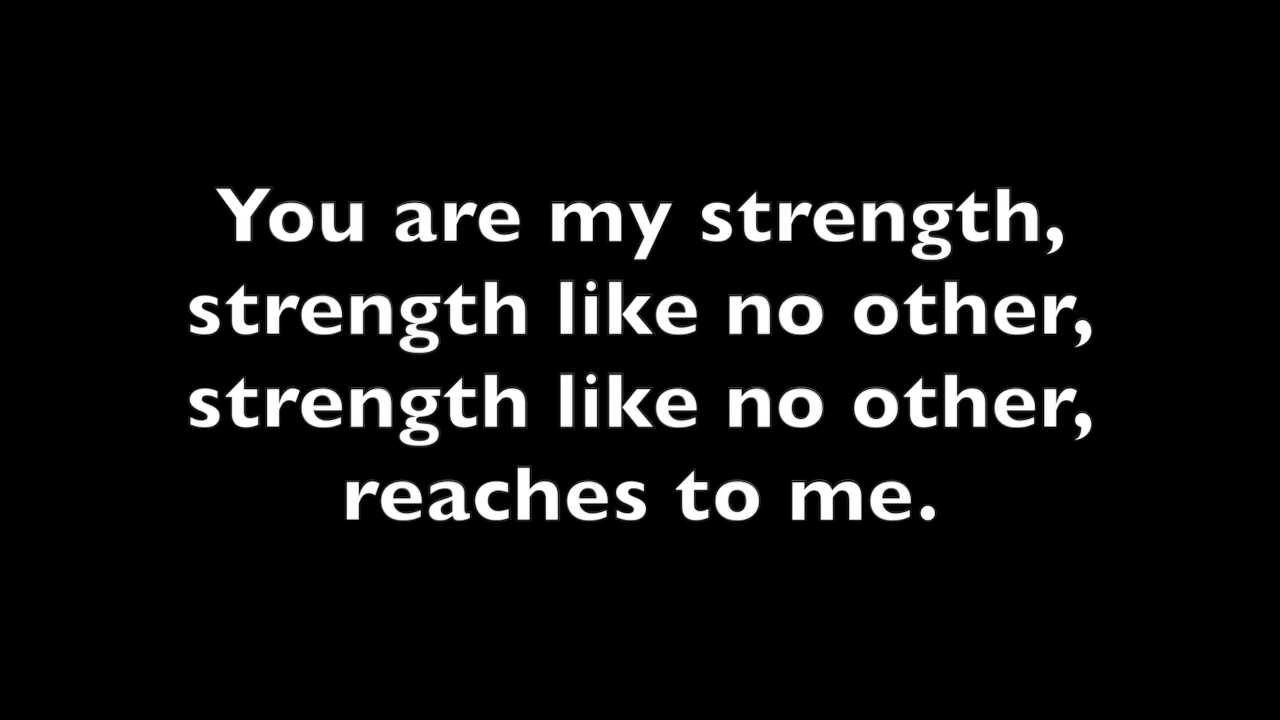 You are my strength,
strength like no other,
strength like no other,
reaches to me.